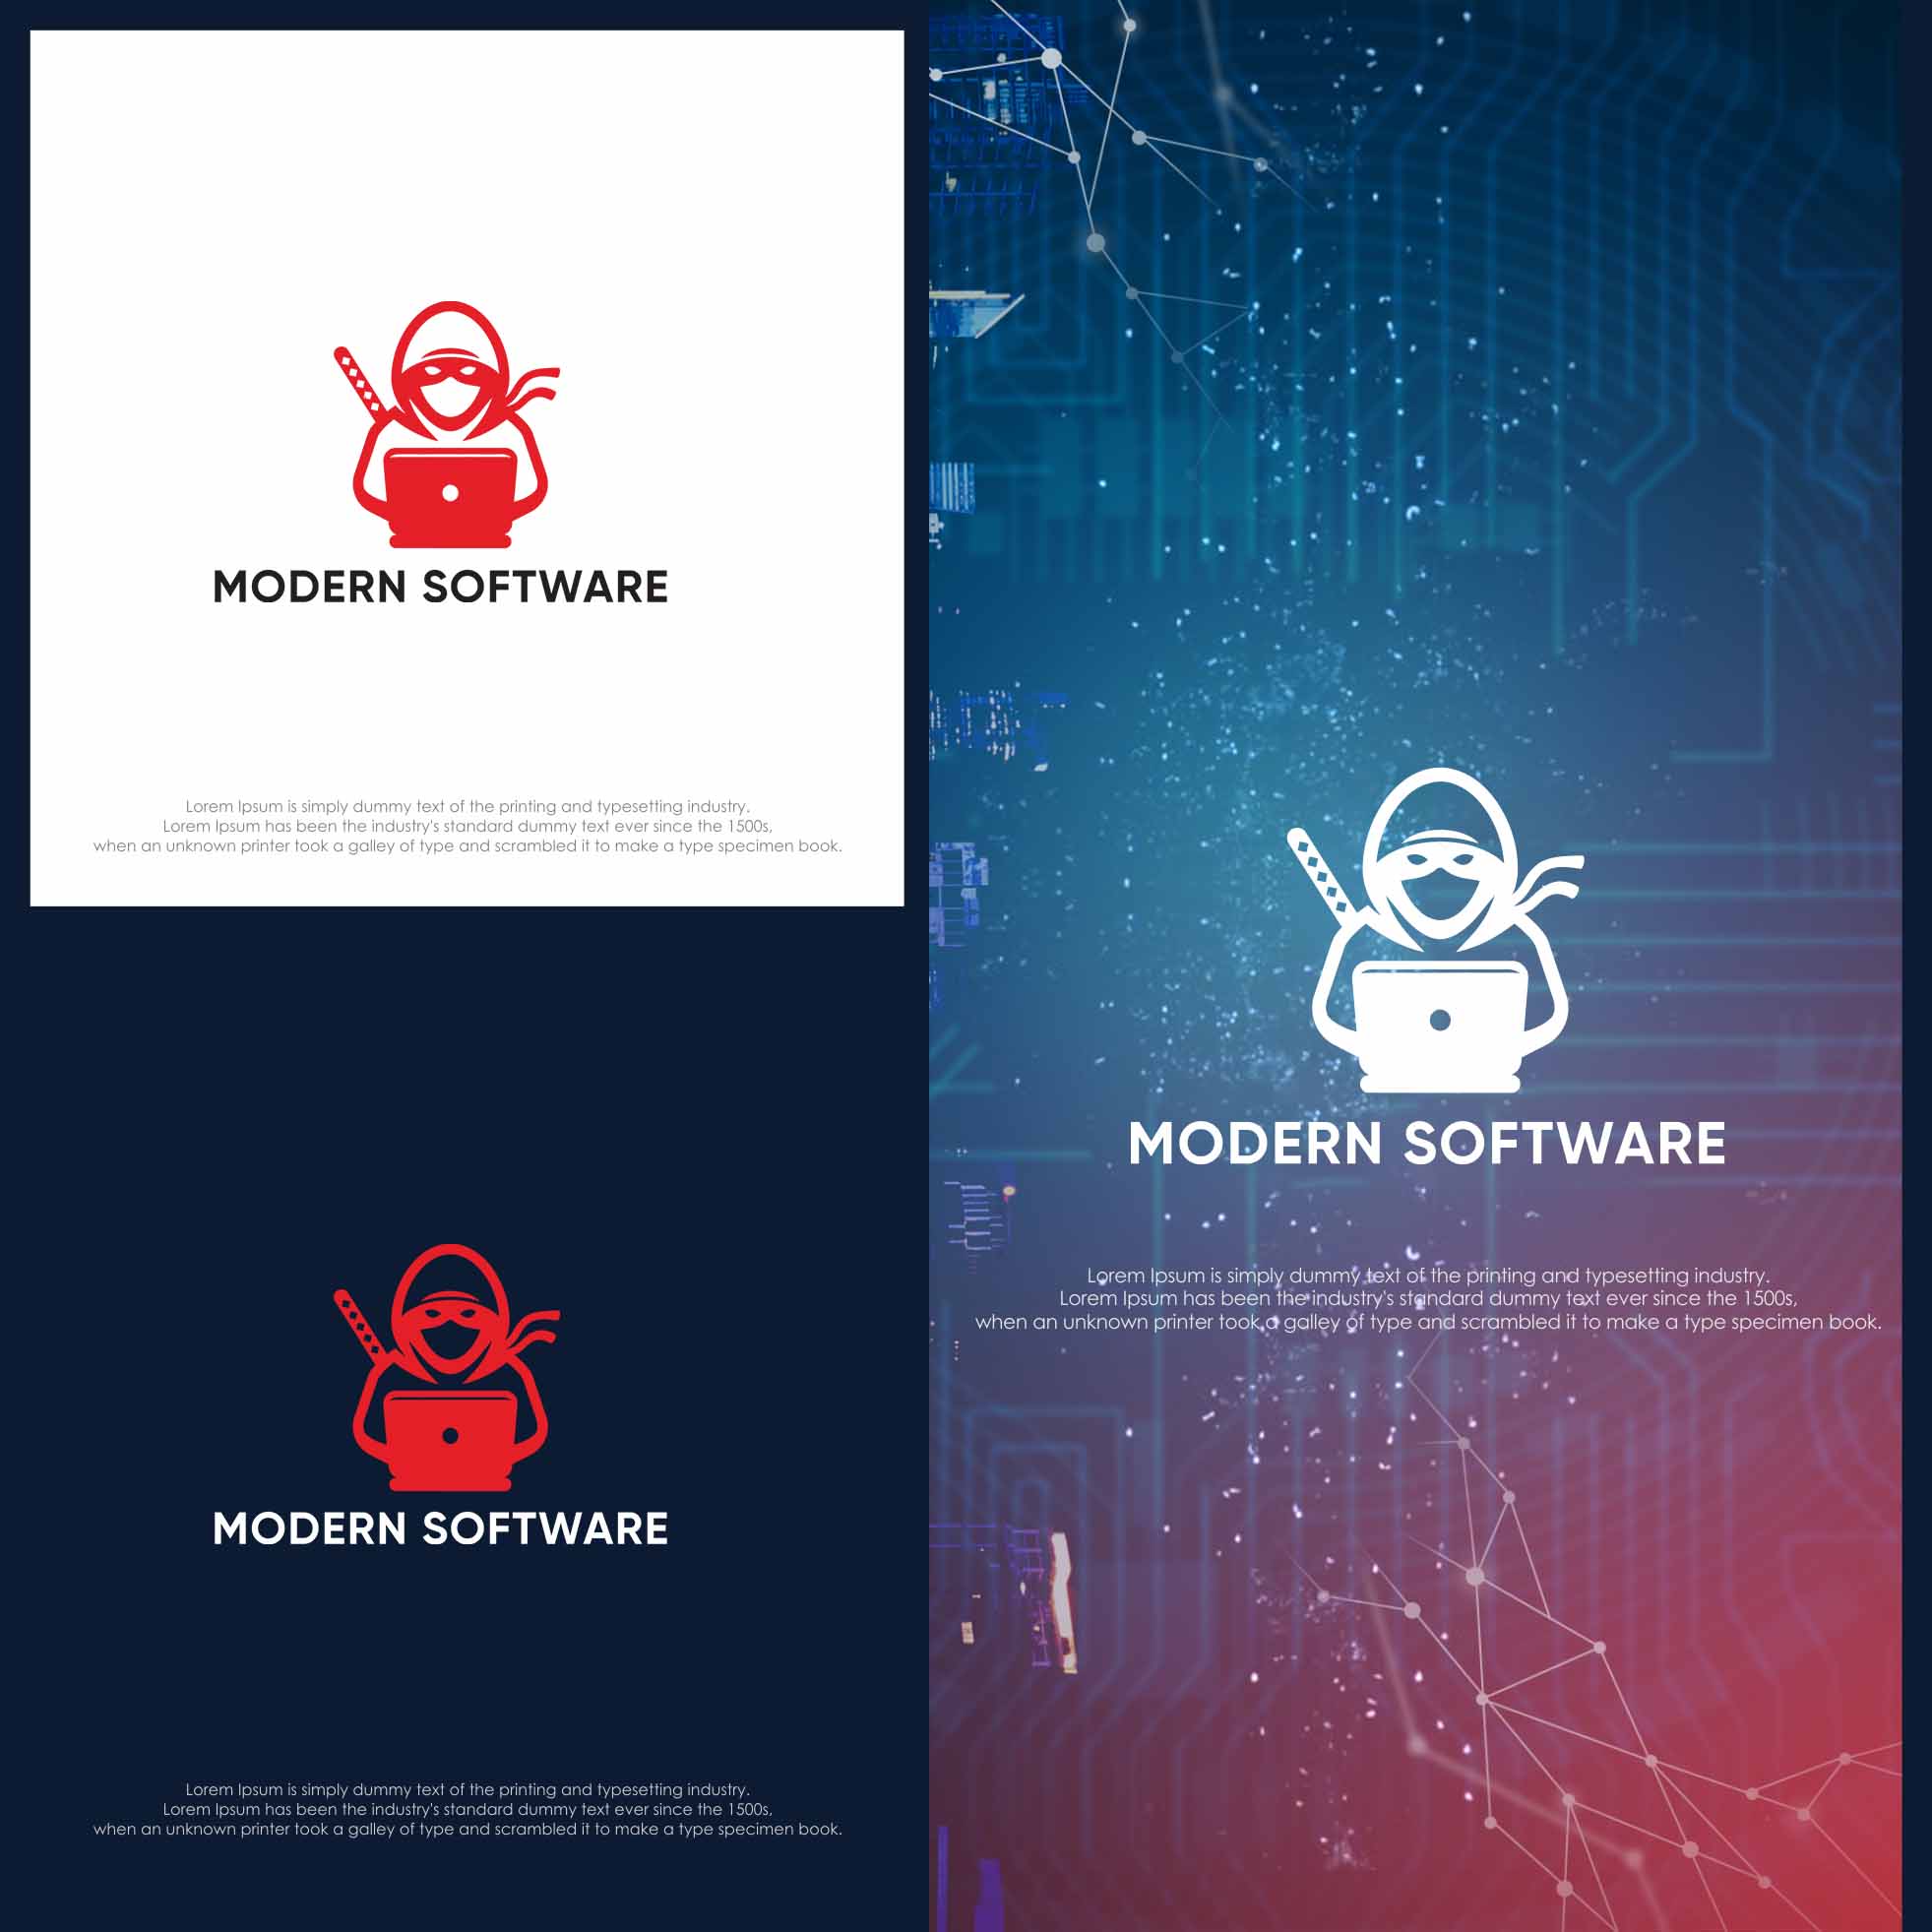 MODERN SOFTWARE
Lorem Ipsum is simply dummy text of the printing and typesetting industry.
Lorem Ipsum has been the industry's standard dummy text ever since the 1500s,
when an unknown printer took a galley of type and scrambled it to make a type specimen book.
MODERN SOFTWARE
Lorem Ipsum is simply dummy text of the printing and typesetting industry.
Lorem Ipsum has been the industry's standard dummy text ever since the 1500s,
when an unknown printer took a galley of type and scrambled it to make a type specimen book.
MODERN SOFTWARE
Lorem Ipsum is simply dummy text of the printing and typesetting industry.
Lorem Ipsum has been the industry's standard dummy text ever since the 1500s,
when an unknown printer took a galley of type and scrambled it to make a type specimen book.